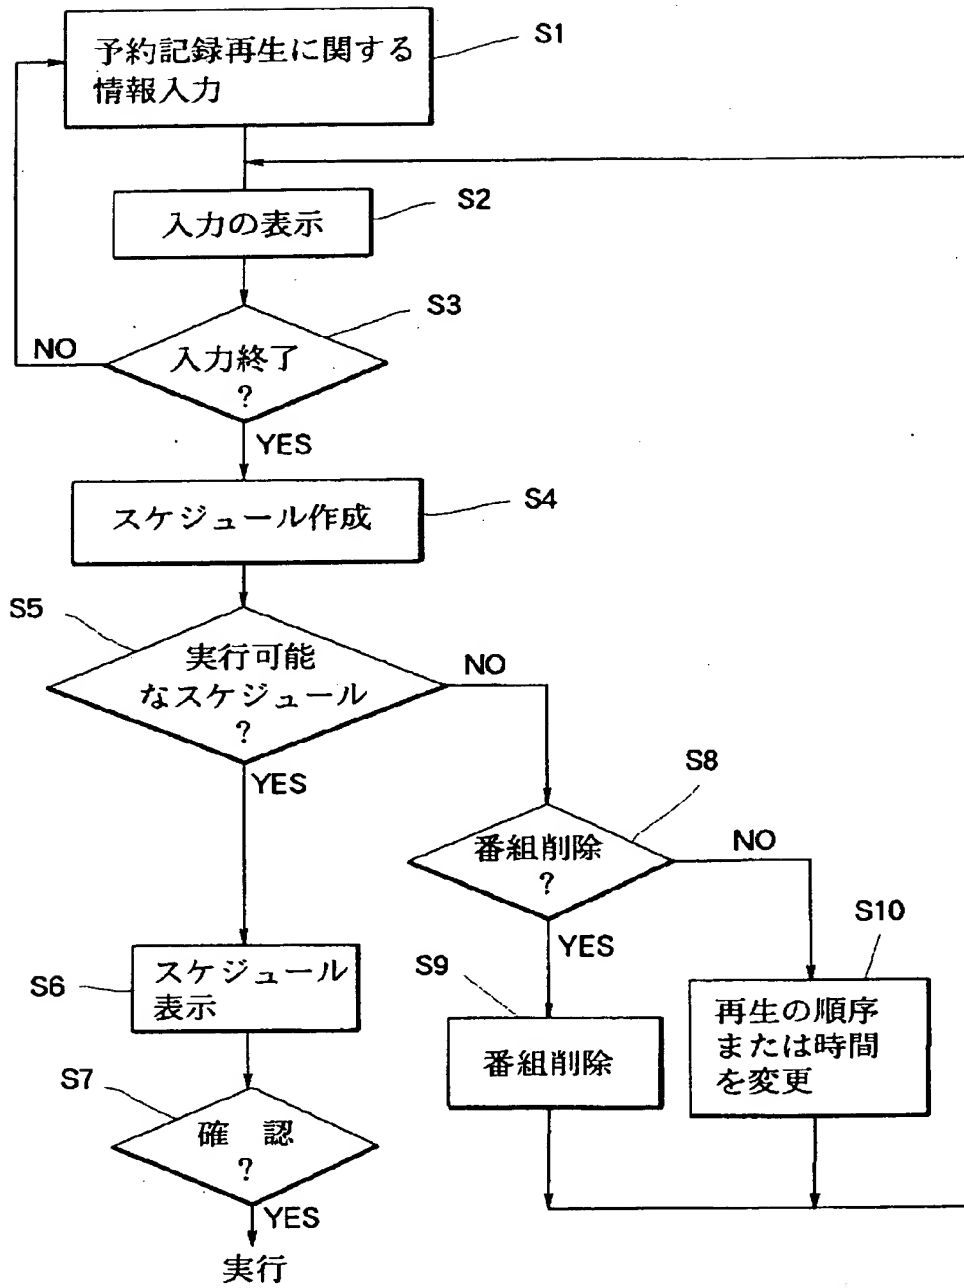 予約記録再生に関する
情報入力
S1
入力の表示
S2
S3
NO
入力終了
?
YES
スケジュール作成
S4
S5
実行可能
なスケジュール
?
NO
YES
S8
番組削除
?
NO
YES
S10
S9
S6
スケジュール
表示
番組削除
再生の順序
または時間
を変更
S7
確 認
?
YES
実行